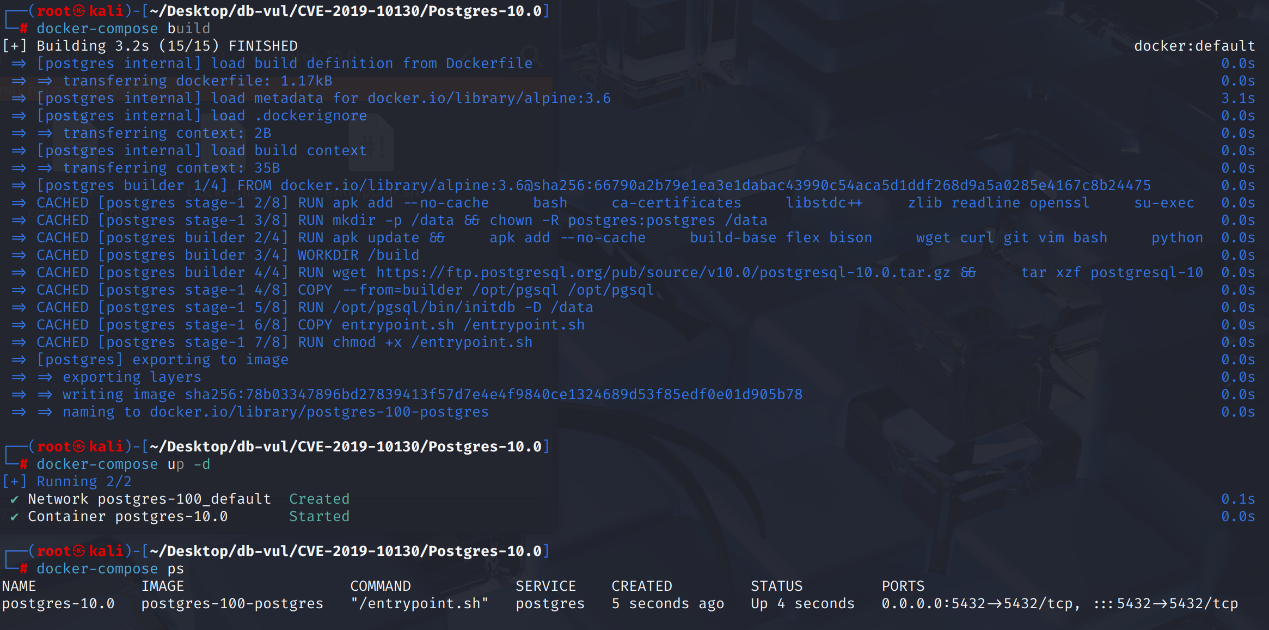 ┌──(root㉿kali)-[~/Desktop/db-vul/CVE-2019-10130/Postgres-10.0]
└─# docker-compose build
[+] Building 3.2s (15/15) FINISHED docker:default
=> [postgres internal] load build definition from Dockerfile 0.0s
=> => transferring dockerfile: 1.17kB 0.0s
=> [postgres internal] load metadata for docker.io/library/alpine:3.6 3.1s
=> [postgres internal] load .dockerignore 0.0s
=> => transferring context: 2B 0.0s
=> [postgres internal] load build context 0.0s
=> => transferring context: 35B 0.0s
=> [postgres builder 1/4] FROM docker.io/library/alpine:3.6@sha256:66790a2b79e1ea3e1dabac43990c54aca5d1ddf268d9a5a0285e4167c8b24475 0.0s
=> CACHED [postgres stage-1 2/8] RUN apk add --no-cache bash ca-certificates libstdc++ zlib readline openssl su-exec 0.0s
=> CACHED [postgres stage-1 3/8] RUN mkdir -p /data && chown -R postgres:postgres /data 0.0s
=> CACHED [postgres builder 2/4] RUN apk update && apk add --no-cache build-base flex bison wget curl git vim bash python 0.0s
=> CACHED [postgres builder 3/4] WORKDIR /build 0.0s
=> CACHED [postgres builder 4/4] RUN wget https://ftp.postgresql.org/pub/source/v10.0/postgresql-10.0.tar.gz && tar xzf postgresql-10 0.0s
=> CACHED [postgres stage-1 4/8] COPY --from=builder /opt/pgsql /opt/pgsql 0.0s
=> CACHED [postgres stage-1 5/8] RUN /opt/pgsql/bin/initdb -D /data 0.0s
=> CACHED [postgres stage-1 6/8] COPY entrypoint.sh /entrypoint.sh 0.0s
=> CACHED [postgres stage-1 7/8] RUN chmod +x /entrypoint.sh 0.0s
=> [postgres] exporting to image 0.0s
=> => exporting layers 0.0s
=> => writing image sha256:78b03347896bd27839413f57d7e4e4f9840ce1324689d53f85edf0e01d905b78 0.0s
=> => naming to docker.io/library/postgres-100-postgres 0.0s
┌──(root㉿kali)-[~/Desktop/db-vul/CVE-2019-10130/Postgres-10.0]
└─# docker-compose up -d
[+] Running 2/2
✔ Network postgres-100_default Created 0.1s
✔ Container postgres-10.0 Started 0.0s
┌──(root㉿kali)-[~/Desktop/db-vul/CVE-2019-10130/Postgres-10.0]
└─# docker-compose ps
NAME IMAGE COMMAND SERVICE CREATED STATUS PORTS
postgres-10.0 postgres-100-postgres "/entrypoint.sh" postgres 5 seconds ago Up 4 seconds 0.0.0.0:5432->5432/tcp, :::5432->5432/tcp